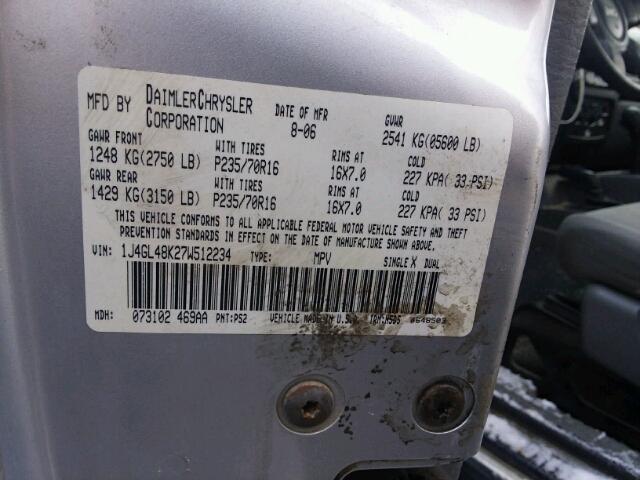 MFD BY DAIMLERCHRYSLER CORPORATION DATE OF MFR 8-06 GVWR 2541 KG(05600 LB)
GAWR FRONT WITH TIRES RIMS AT COLD
1248 KG(2750 LB) P235/70R16 16X7.0 227 KPA( 33 PSI)
GAWR REAR WITH TIRES RIMS AT COLD
1429 KG(3150 LB) P235/70R16 16X7.0 227 KPA( 33 PSI)
THIS VEHICLE CONFORMS TO ALL APPLICABLE FEDERAL MOTOR VEHICLE SAFETY AND THEFT
PREVENTION STANDARDS IN EFFECT ON THE DATE OF MANUFACTURE SHOWN ABOVE.
VIN: 1J4GL48K27W512234 TYPE: MPV SINGLE X DUAL
MDH: 073102 469AA PNT:PS2 VEHICLE MADE IN U.S.A.